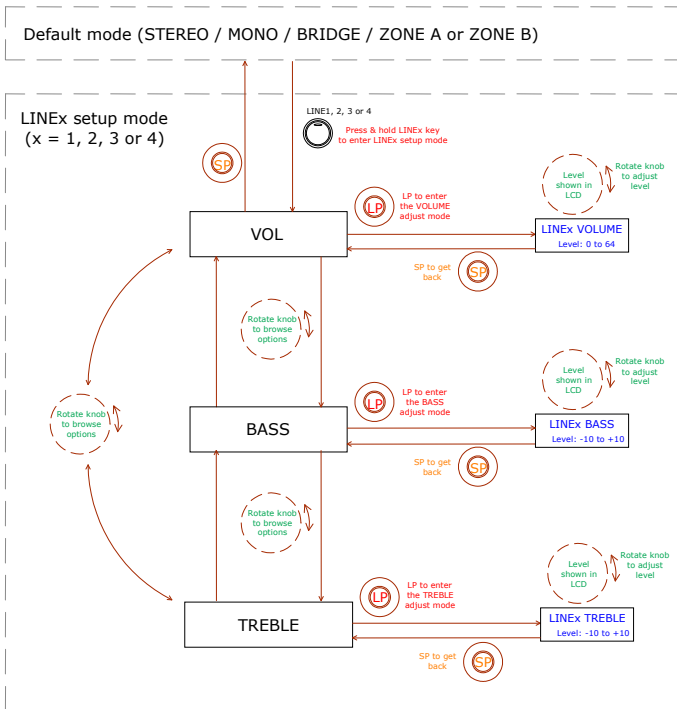 Default mode (STEREO / MONO / BRIDGE / ZONE A or ZONE B)
LINEx setup mode
(x = 1, 2, 3 or 4)
LINE1, 2, 3 or 4
Press & hold LINEx key
to enter LINEx setup mode
SP
LP
LP to enter
the VOLUME
adjust mode
Level
shown in
LCD
Rotate knob
to adjust
level
VOL
LINEx VOLUME
Level: 0 to 64
SP to get
back
SP
Rotate knob
to browse
options
LP
LP to enter
the BASS
adjust mode
Level
shown in
LCD
Rotate knob
to adjust
level
Rotate knob
to browse
options
BASS
LINEx BASS
Level: -10 to +10
SP to get
back
SP
Rotate knob
to browse
options
LP
LP to enter
the TREBLE
adjust mode
Level
shown in
LCD
Rotate knob
to adjust
level
TREBLE
LINEx TREBLE
Level: -10 to +10
SP to get
back
SP